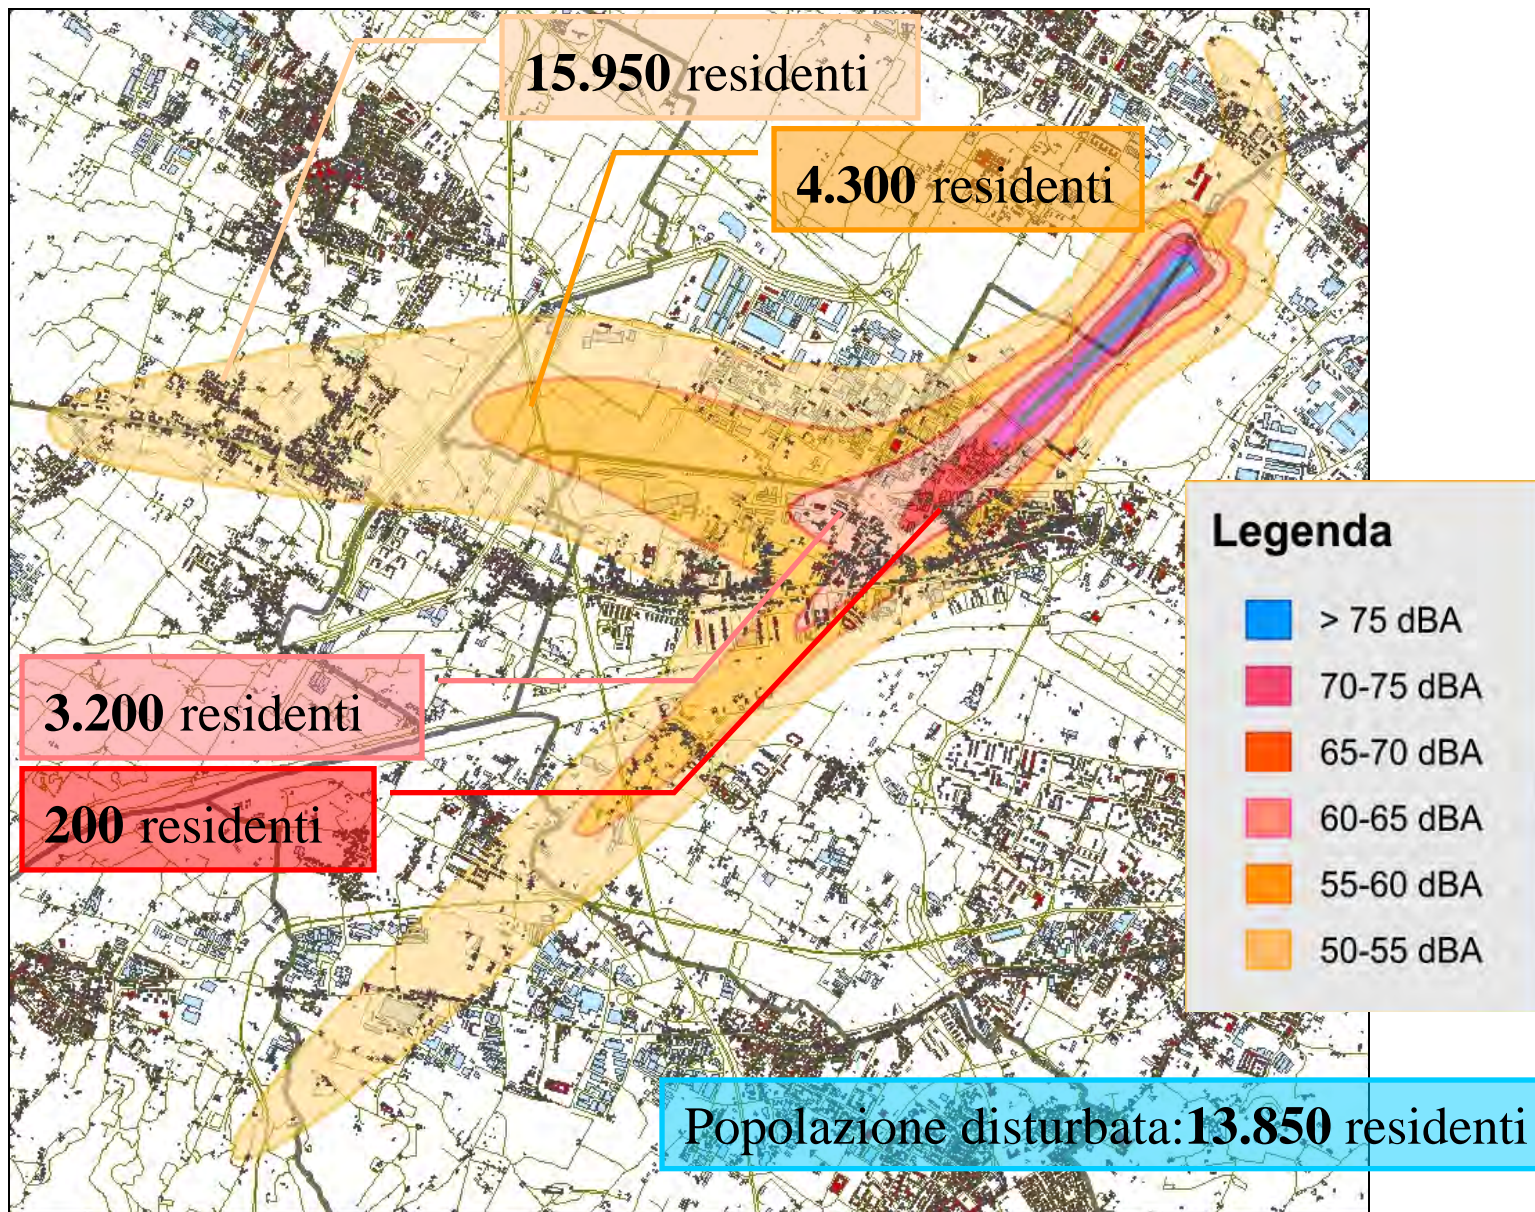 15.950 residenti
4.300 residenti
3.200 residenti
200 residenti
Legenda
> 75 dBA
70-75 dBA
65-70 dBA
60-65 dBA
55-60 dBA
50-55 dBA
Popolazione disturbata:13.850 residenti